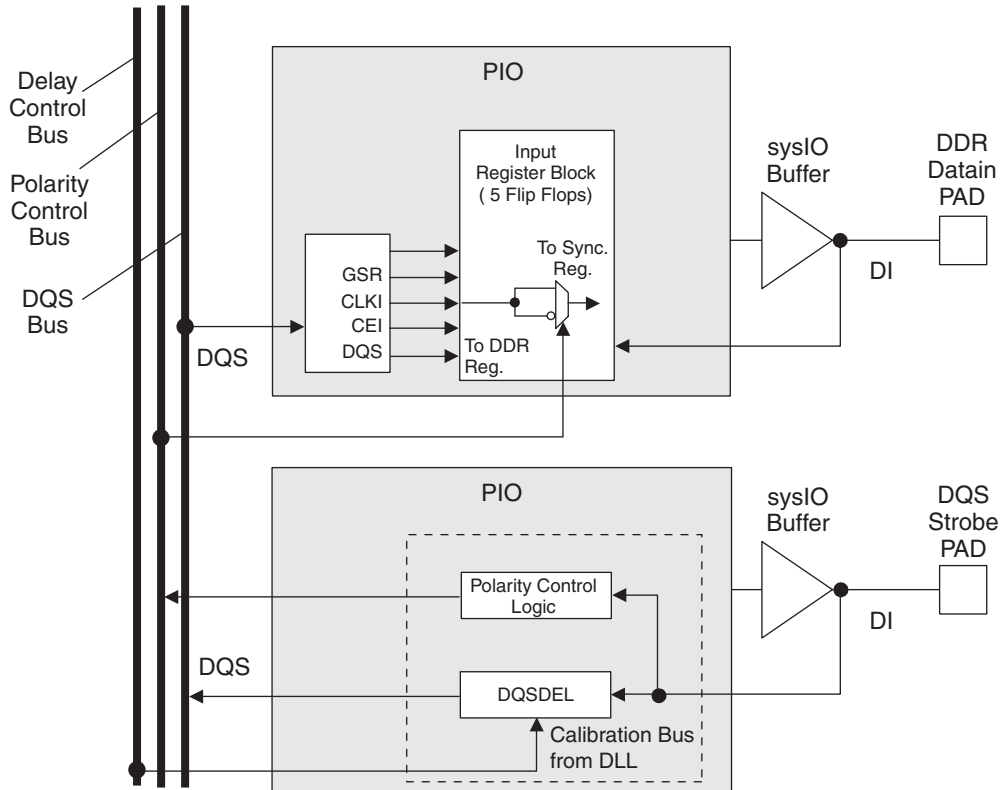 Delay
Control
Bus
Polarity
Control
Bus
DQS
Bus
PIO
Input
Register Block
( 5 Flip Flops)
To Sync.
Reg.
GSR
CLKI
CEI
DQS
To DDR
Reg.
DQS
sysIO
Buffer
DI
DDR
Datain
PAD
PIO
Polarity Control
Logic
DQSDEL
Calibration Bus
from DLL
DQS
sysIO
Buffer
DI
DQS
Strobe
PAD